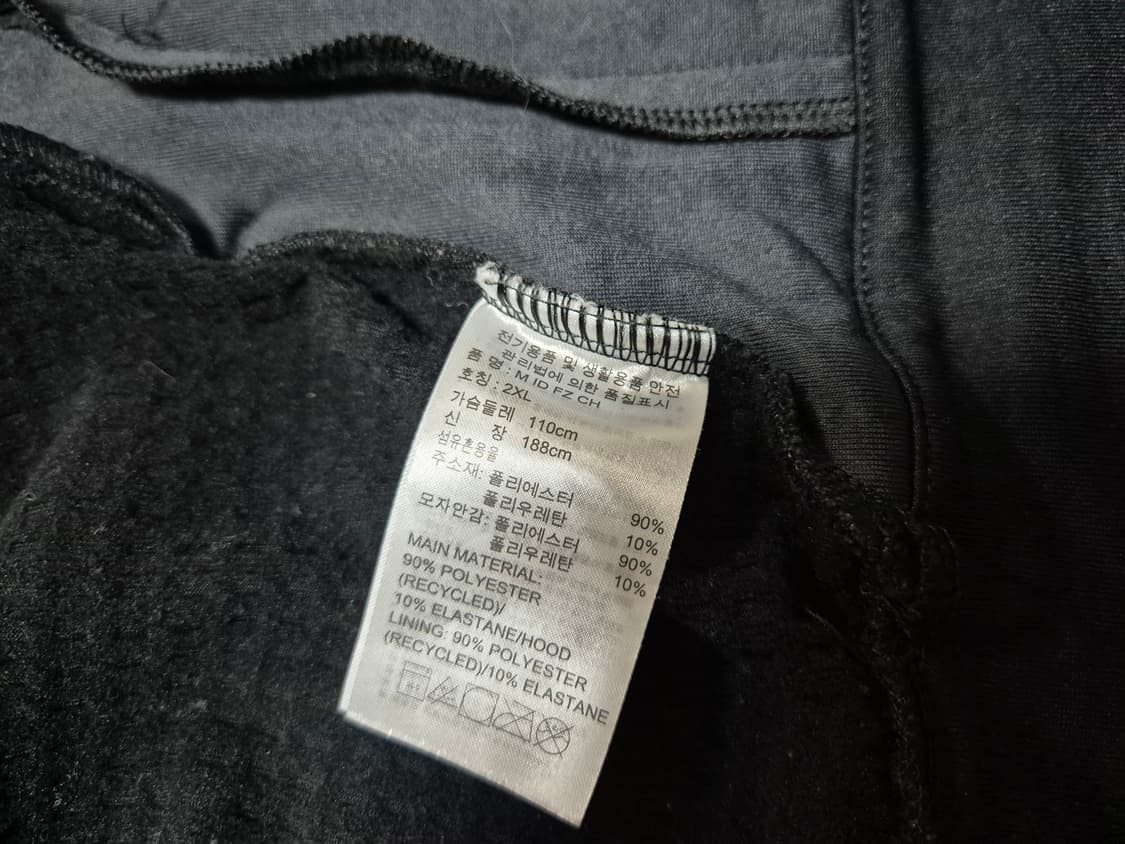 전기용품 및 생활용품 안전
관리법에 의한 품질표시
품 명 : M ID FZ CH
호칭 : 2XL
가슴둘레 110cm
신 장 188cm
섬유혼용율
주소재: 폴리에스터 90%
폴리우레탄 10%
모자안감: 폴리에스터 90%
폴리우레탄 10%
MAIN MATERIAL:
90% POLYESTER
(RECYCLED)/
10% ELASTANE/HOOD
LINING: 90% POLYESTER
(RECYCLED)/10% ELASTANE